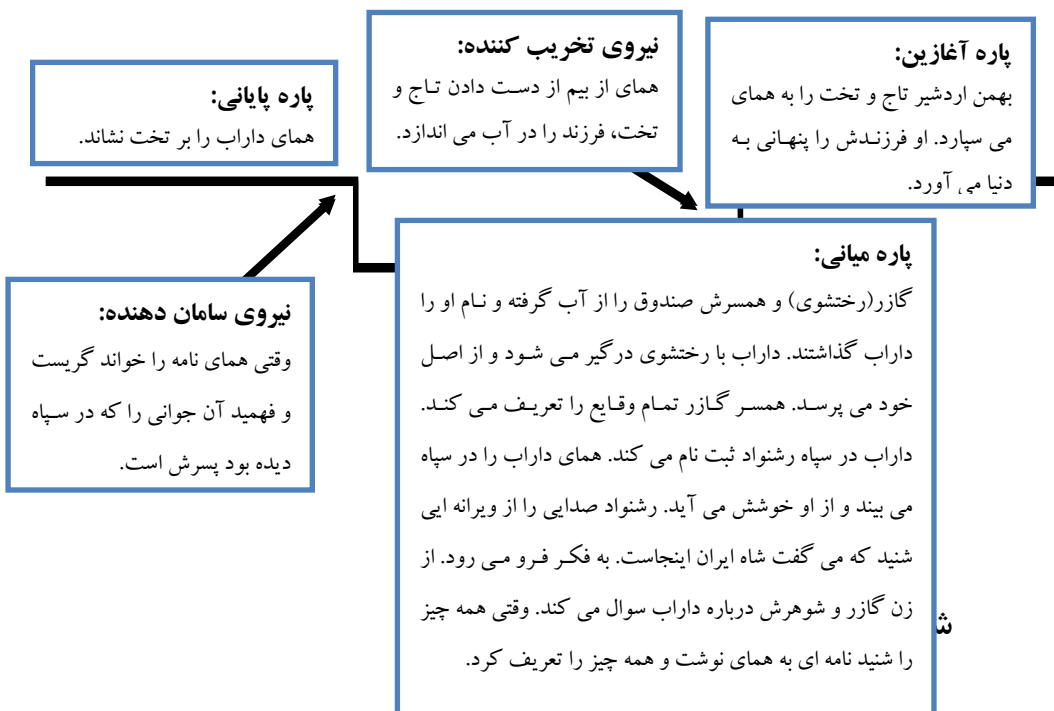 پاره آغازین:
بهمن اردشیر تاج و تخت را به همای
می سپارد. او فرزندش را پنهانی به
دنیا می آورد.
نیروی تخریب کننده:
همای از بیم از دست دادن تاج و
تخت، فرزند را در آب می اندازد.
پاره میانی:
گازر(رختشوی) و همسرش صندوق را از آب گرفته و نام او را
داراب گذاشتند. داراب با رختشوی درگیر می شود و از اصل
خود می پرسد. همسر گازر تمام وقایع را تعریف می کند.
داراب در سپاه رشنواد ثبت نام می کند. همای داراب را در سپاه
می بیند و از او خوشش می آید. رشنواد صدایی را از ویرانه ایی
شنید که می گفت شاه ایران اینجاست. به فکر فرو می رود. از
زن گازر و شوهرش درباره داراب سوال می کند. وقتی همه چیز
را شنید نامه ای به همای نوشت و همه چیز را تعریف کرد.
نیروی سامان دهنده:
وقتی همای نامه را خواند گریست
و فهمید آن جوانی را که در سپاه
دیده بود پسرش است.
پاره پایانی:
همای داراب را بر تخت نشاند.